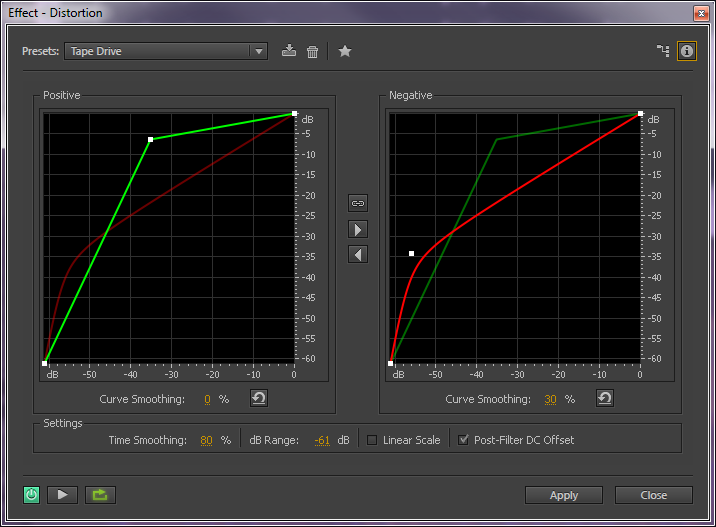 Effect - Distortion
Presets: Tape Drive
Positive
Negative
dB
-5
-10
-15
-20
-25
-30
-35
-40
-45
-50
-55
-60
dB -50 -40 -30 -20 -10 0
dB
-5
-10
-15
-20
-25
-30
-35
-40
-45
-50
-55
-60
dB -50 -40 -30 -20 -10 0
Curve Smoothing: 0 %
Curve Smoothing: 30 %
Settings
Time Smoothing: 80 % dB Range: -61 dB Linear Scale Post-Filter DC Offset
Apply Close